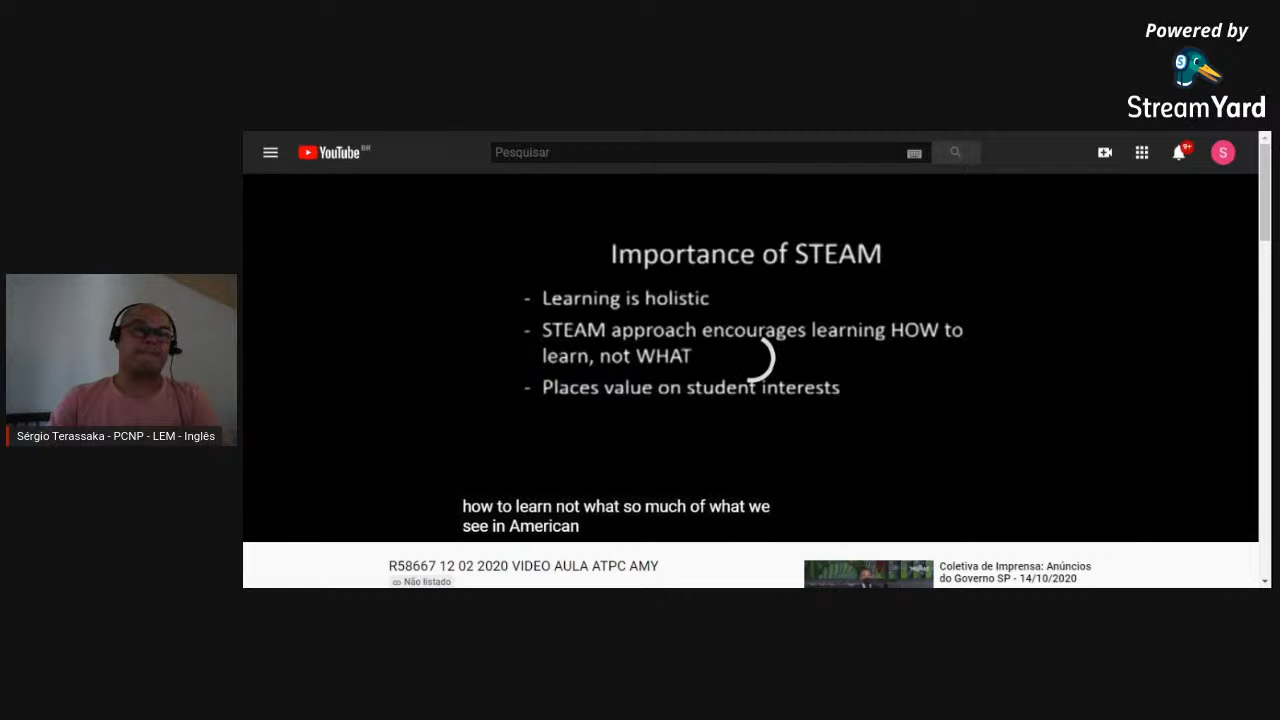 Powered by
StreamYard
YouTube BR
Pesquisar
9+
S
Importance of STEAM
- Learning is holistic
- STEAM approach encourages learning HOW to
learn, not WHAT
- Places value on student interests
how to learn not what so much of what we
see in American
Sérgio Terassaka - PCNP - LEM - Inglês
R58667 12 02 2020 VIDEO AULA ATPC AMY
Não listado
Coletiva de Imprensa: Anúncios
do Governo SP - 14/10/2020